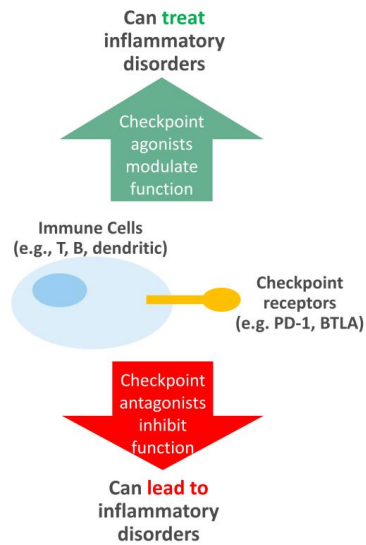 Can treat
inflammatory
disorders
Checkpoint
agonists
modulate
function
Immune Cells
(e.g., T, B, dendritic)
Checkpoint
receptors
(e.g. PD-1, BTLA)
Checkpoint
antagonists
inhibit
function
Can lead to
inflammatory
disorders